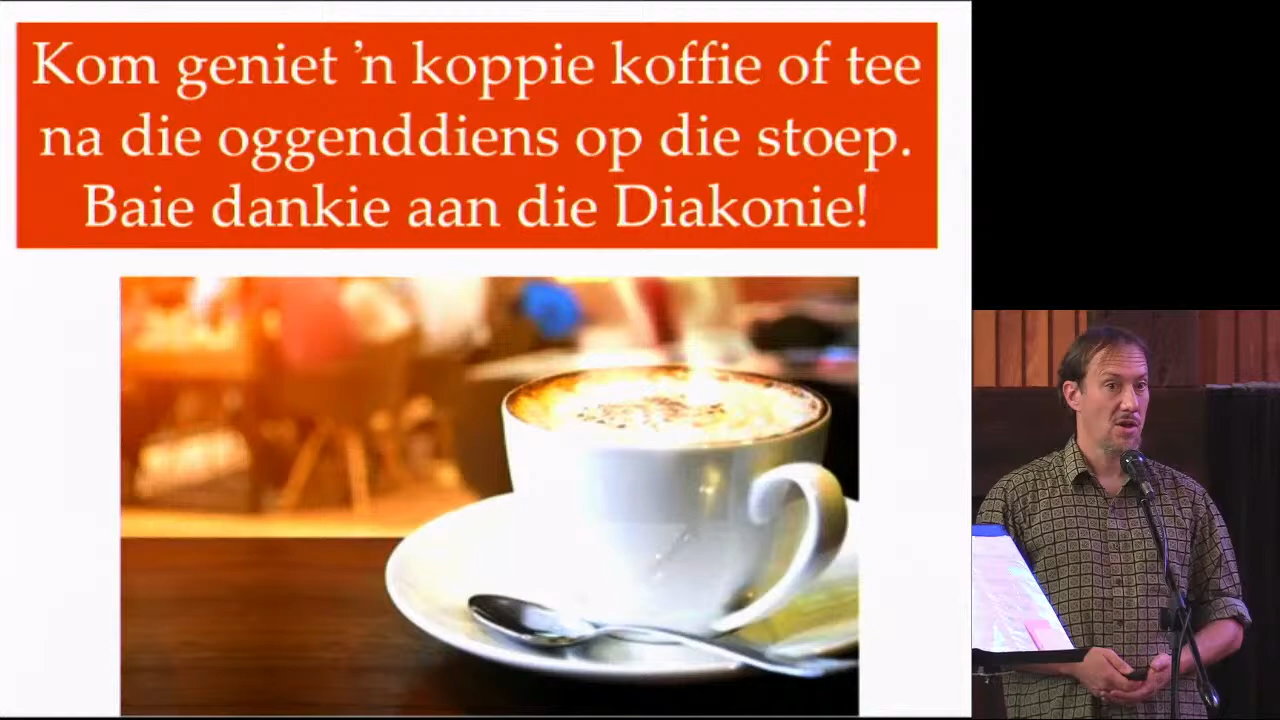 Kom geniet ’n koppie koffie of tee
na die oggenddiens op die stoep.
Baie dankie aan die Diakonie!